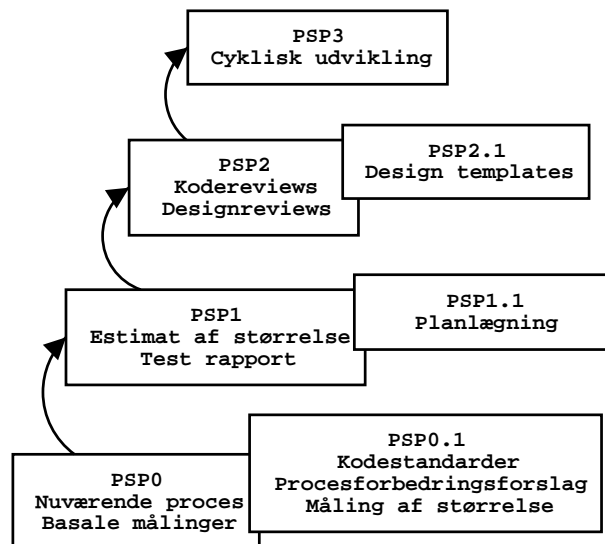 PSP3
Cyklisk udvikling
PSP2
Kodereviews
Designreviews
PSP2.1
Design templates
PSP1
Estimat af størrelse
Test rapport
PSP1.1
Planlægning
PSP0
Nuværende proces
Basale målinger
PSP0.1
Kodestandarder
Procesforbedringsforslag
Måling af størrelse